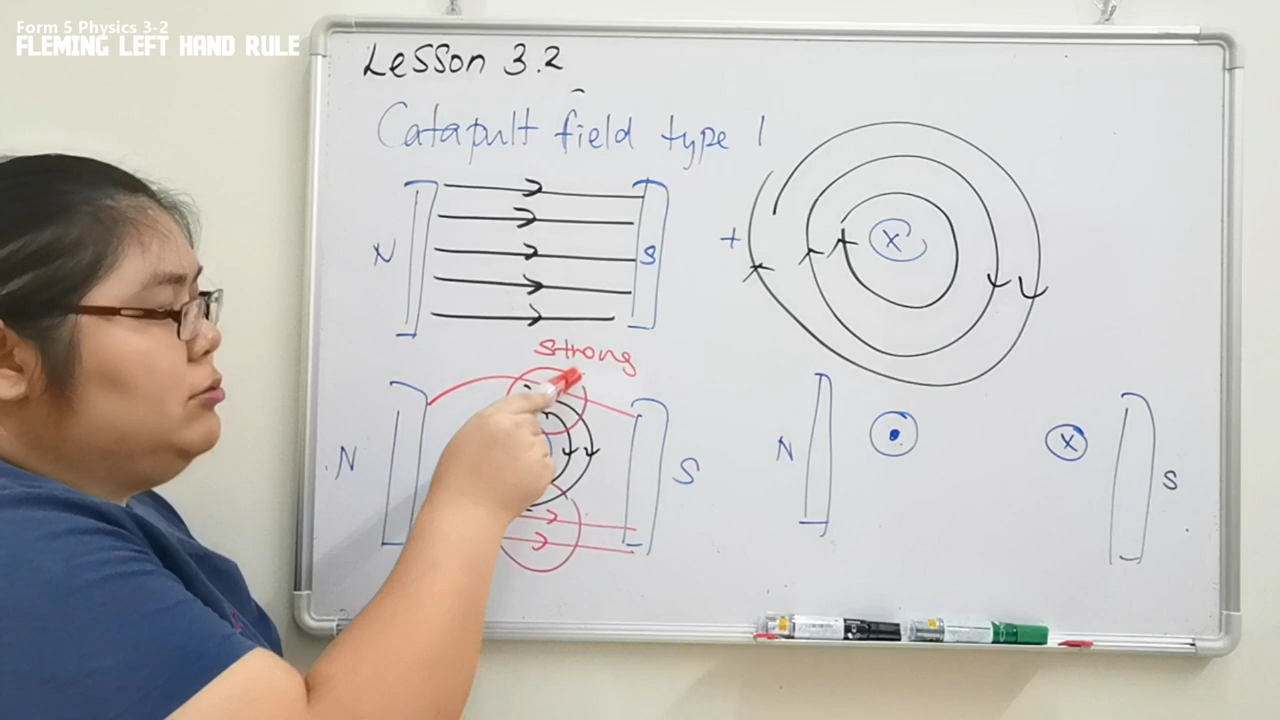 Form 5 Physics 3-2
FLEMING LEFT HAND RULE
Lesson 3.2
Catapult field type 1
N
S
+
X
strong
N
S
N
X
S